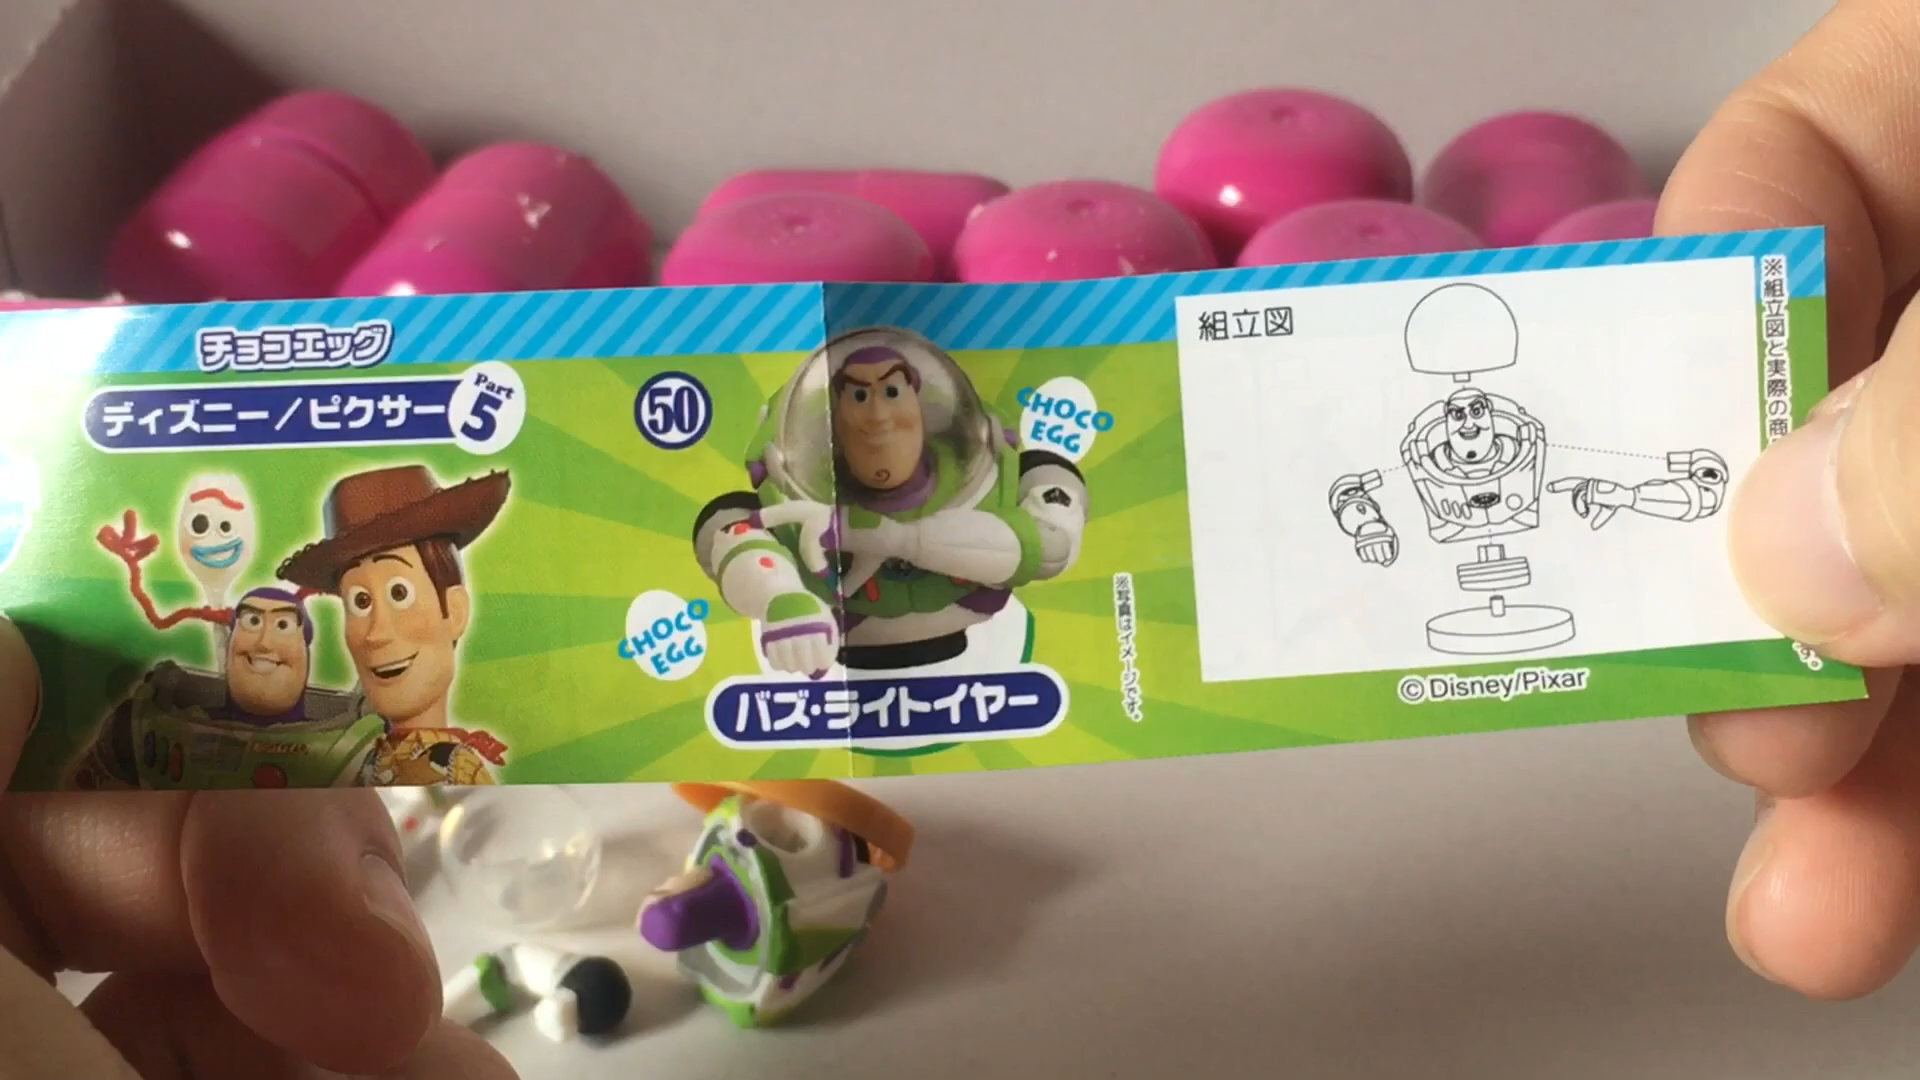 チョコエッグ
ディズニー／ピクサー Part 5
50
CHOCO EGG
CHOCO EGG
バズ・ライトイヤー
※写真はイメージです。
組立図
※組立図と実際の商
す。
©Disney/Pixar